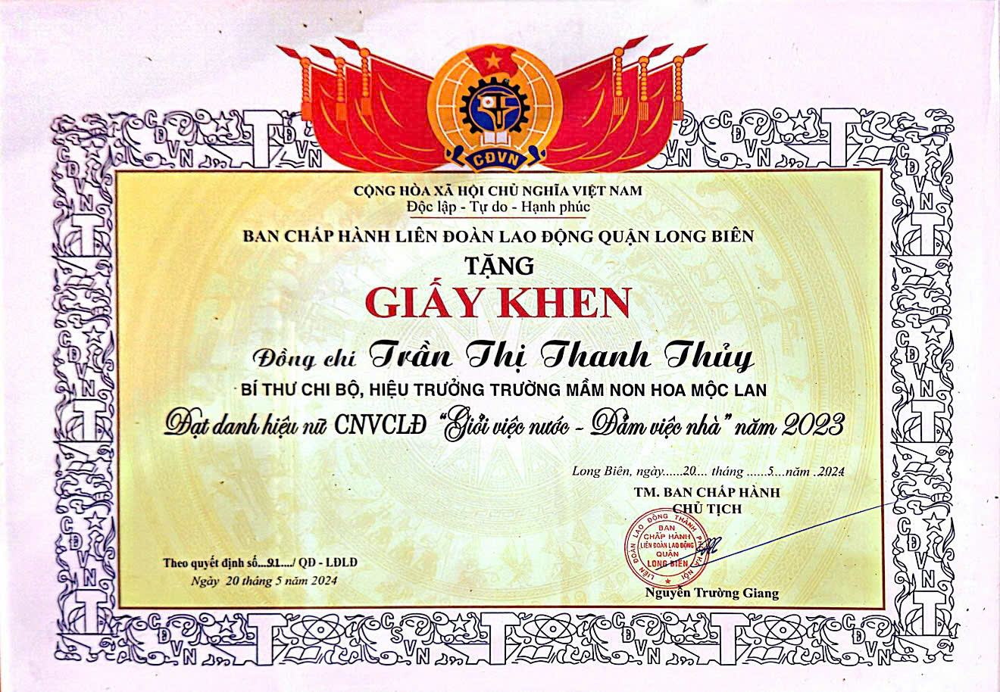 CĐVN
CỘNG HÒA XÃ HỘI CHỦ NGHĨA VIỆT NAM
Độc lập - Tự do - Hạnh phúc
BAN CHẤP HÀNH LIÊN ĐOÀN LAO ĐỘNG QUẬN LONG BIÊN
TẶNG
GIẤY KHEN
Đồng chí Trần Thị Thanh Thủy
BÍ THƯ CHI BỘ, HIỆU TRƯỞNG TRƯỜNG MẦM NON HOA MỘC LAN
Đạt danh hiệu nữ CNVCLĐ “Giỏi việc nước - Đảm việc nhà” năm 2023
Long Biên, ngày......20.... tháng ......5....năm .2024
TM. BAN CHẤP HÀNH
CHỦ TỊCH
LIÊN ĐOÀN LAO ĐỘNG THÀNH PHỐ HÀ NỘI
BAN
CHẤP HÀNH
LIÊN ĐOÀN LAO ĐỘNG
QUẬN
LONG BIÊN
Nguyễn Trường Giang
Theo quyết định số...91..../ QĐ - LĐLĐ
Ngày 20 tháng 5 năm 2024